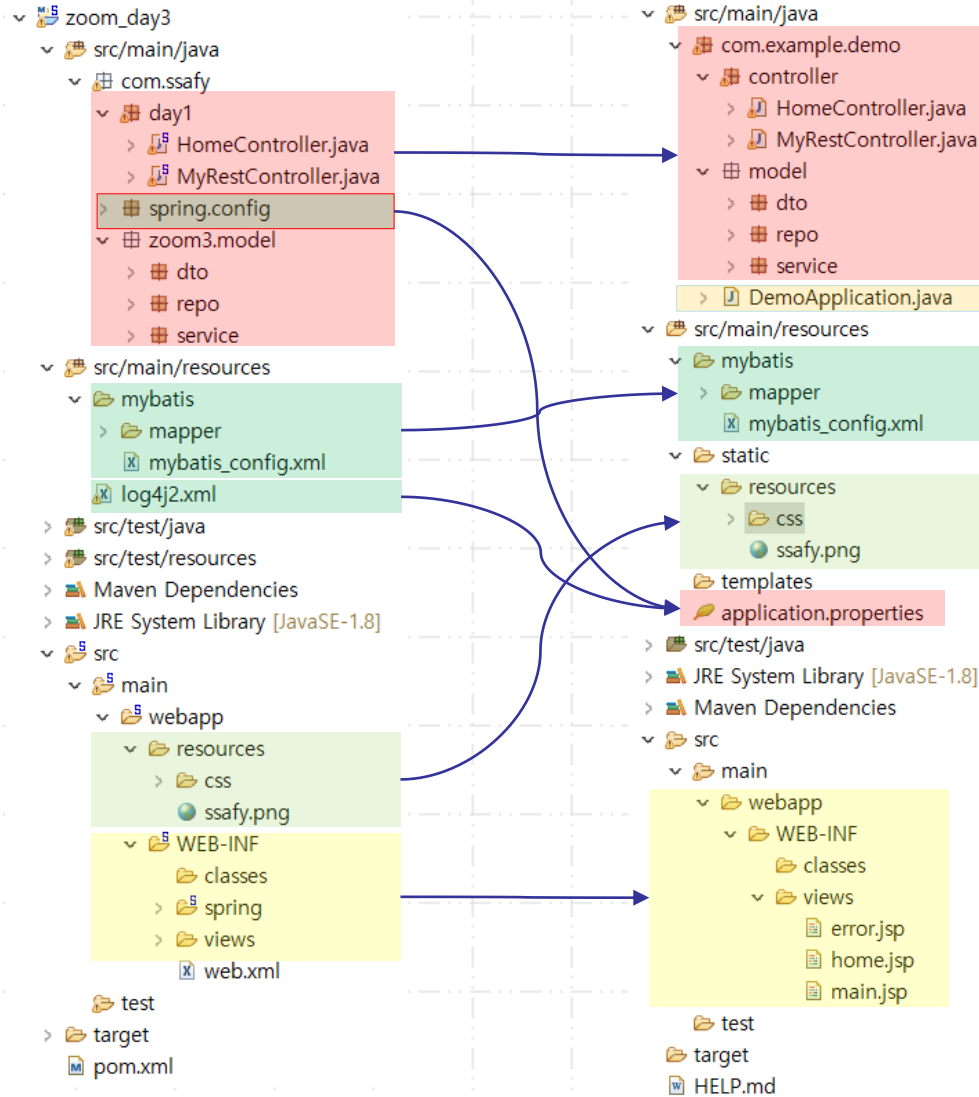 zoom_day3
src/main/java
com.ssafy
day1
HomeController.java
MyRestController.java
spring.config
zoom3.model
dto
repo
service
src/main/resources
mybatis
mapper
mybatis_config.xml
log4j2.xml
src/test/java
src/test/resources
Maven Dependencies
JRE System Library [JavaSE-1.8]
src
main
webapp
resources
css
ssafy.png
WEB-INF
classes
spring
views
web.xml
test
target
pom.xml
src/main/java
com.example.demo
controller
HomeController.java
MyRestController.java
model
dto
repo
service
DemoApplication.java
src/main/resources
mybatis
mapper
mybatis_config.xml
static
resources
css
ssafy.png
templates
application.properties
src/test/java
JRE System Library [JavaSE-1.8]
Maven Dependencies
src
main
webapp
WEB-INF
classes
views
error.jsp
home.jsp
main.jsp
test
target
HELP.md